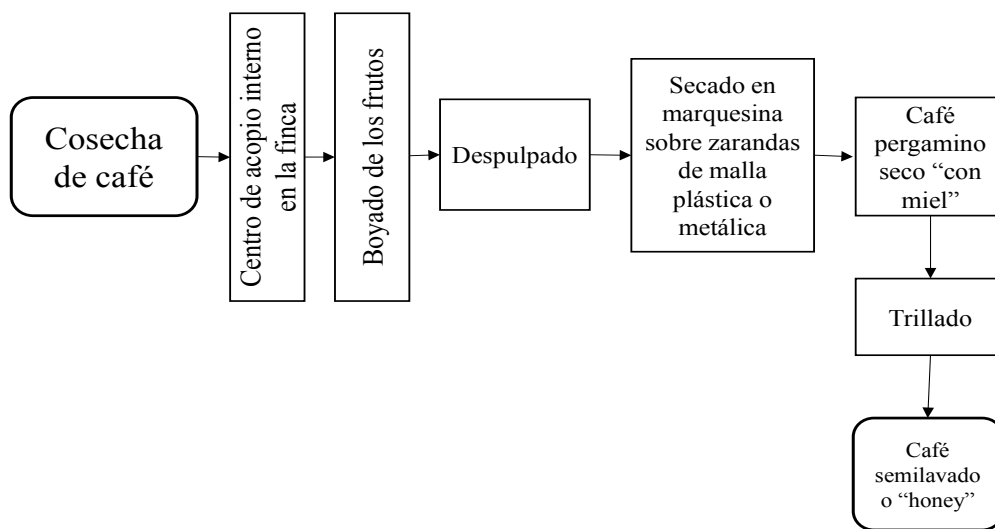 Cosecha
de café
Centro de acopio interno
en la finca
Boyado de los frutos
Despulpado
Secado en
marquesina
sobre zarandas
de malla
plástica o
metálica
Café
pergamino
seco “con
miel”
Trillado
Café
semilavado
o “honey”